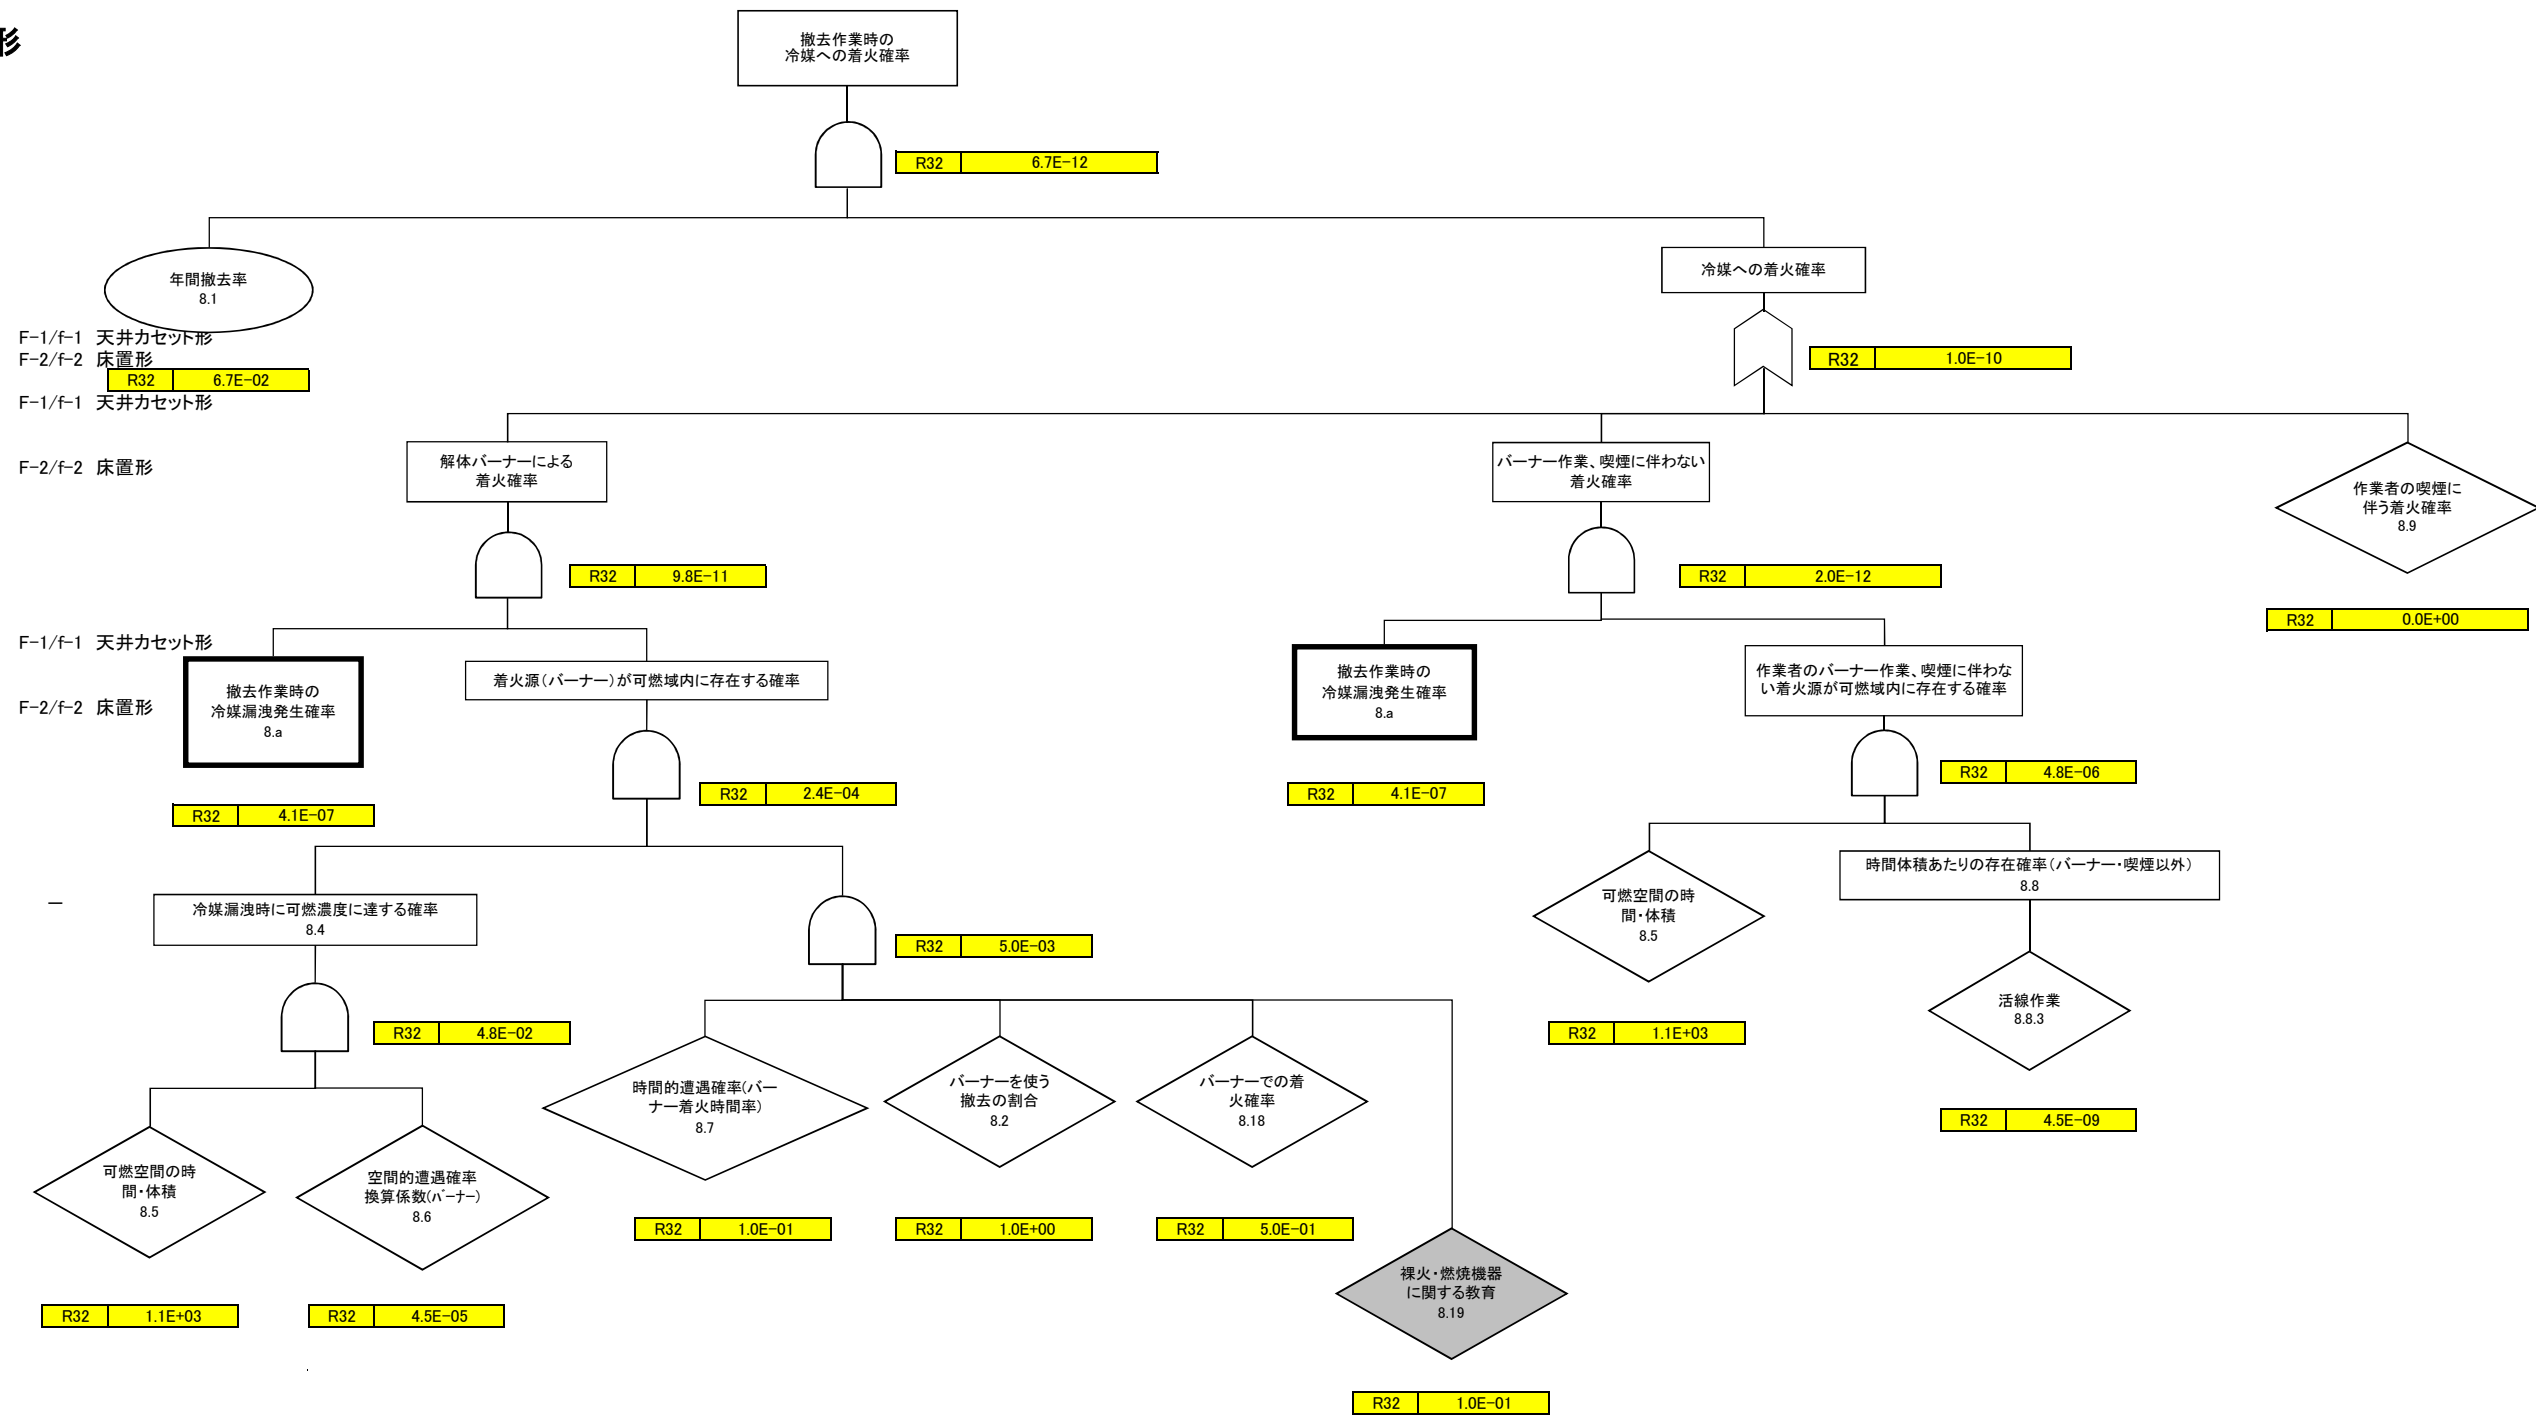 形
撤去作業時の
冷媒への着火確率
R32 6.7E-12
年間撤去率
8.1
冷媒への着火確率
F-1/f-1 天井カセット形
F-2/f-2 床置形
R32 6.7E-02
R32 1.0E-10
F-1/f-1 天井カセット形
F-2/f-2 床置形
解体バーナーによる
着火確率
バーナー作業、喫煙に伴わない
着火確率
作業者の喫煙に
伴う着火確率
8.9
R32 9.8E-11
R32 2.0E-12
R32 0.0E+00
F-1/f-1 天井カセット形
F-2/f-2 床置形
撤去作業時の
冷媒漏洩発生確率
8.a
着火源(バーナー)が可燃域内に存在する確率
撤去作業時の
冷媒漏洩発生確率
8.a
作業者のバーナー作業、喫煙に伴わな
い着火源が可燃域内に存在する確率
R32 4.1E-07
R32 2.4E-04
R32 4.1E-07
R32 4.8E-06
－
冷媒漏洩時に可燃濃度に達する確率
8.4
R32 5.0E-03
可燃空間の時
間・体積
8.5
時間体積あたりの存在確率(バーナー・喫煙以外)
8.8
R32 4.8E-02
R32 1.1E+03
活線作業
8.8.3
R32 4.5E-09
可燃空間の時
間・体積
8.5
空間的遭遇確率
換算係数(ﾊﾞｰﾅｰ)
8.6
時間的遭遇確率(バー
ナー着火時間率)
8.7
バーナーを使う
撤去の割合
8.2
バーナーでの着
火確率
8.18
R32 1.0E-01
R32 1.0E+00
R32 5.0E-01
裸火・燃焼機器
に関する教育
8.19
R32 1.1E+03
R32 4.5E-05
R32 1.0E-01